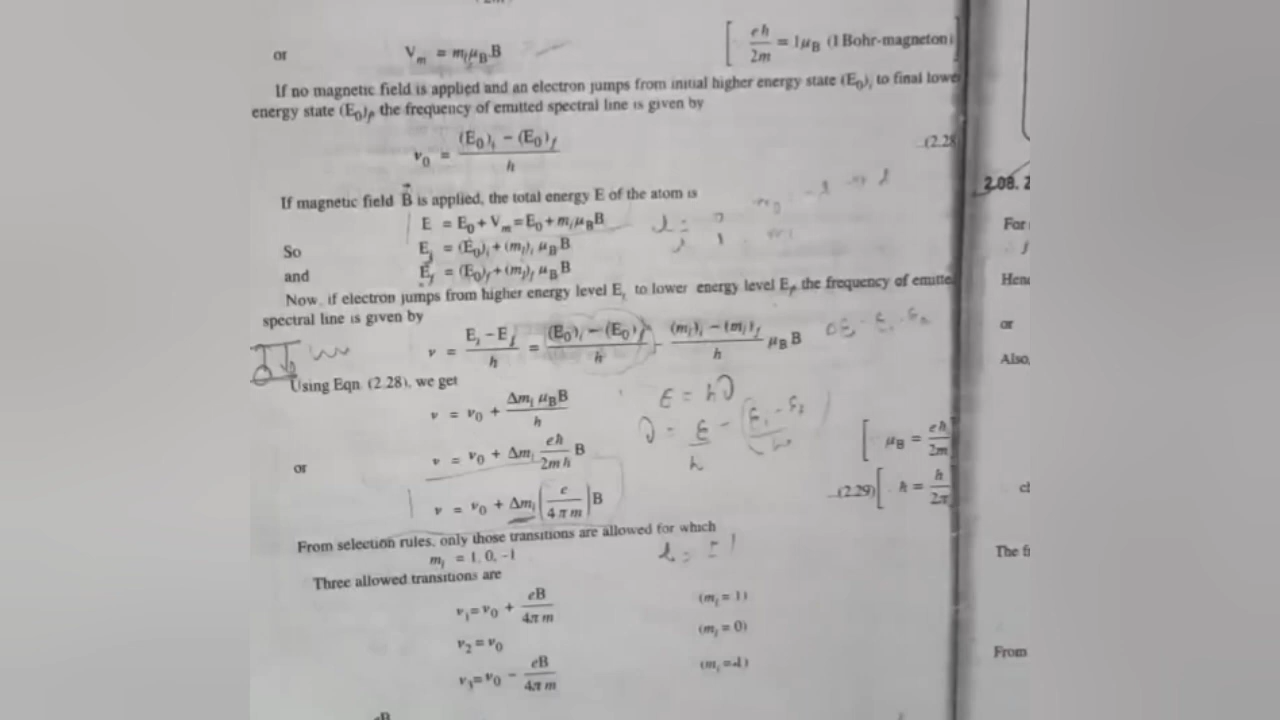 or V_m = m_l μ_B B [ eħ/2m = 1μ_B (1 Bohr-magneton)
If no magnetic field is applied and an electron jumps from initial higher energy state (E_0)_i to final lowe
energy state (E_0)_f, the frequency of emitted spectral line is given by
ν_0 = ((E_0)_i − (E_0)_f)/h ...(2.28
If magnetic field B⃗ is applied, the total energy E of the atom is
E = E_0 + V_m = E_0 + m_l μ_B B
So E_i = (E_0)_i + (m_l)_i μ_B B
and E_f = (E_0)_f + (m_l)_f μ_B B
Now, if electron jumps from higher energy level E_i to lower energy level E_f, the frequency of emitte
spectral line is given by
ν = (E_i − E_f)/h = ((E_0)_i − (E_0)_f)/h ((m_l)_i − (m_l)_f)/h μ_B B
Using Eqn. (2.28), we get
ν = ν_0 + Δm_l μ_B B/h
E = hν
or ν = ν_0 + Δm_l eħ/2mh B [ μ_B = eħ/2m
ν = ν_0 + Δm_l (e/4πm) B ...(2.29) [ ħ = h/2π
From selection rules, only those transitions are allowed for which
m_l = 1, 0, -1
Three allowed transitions are
ν_1 = ν_0 + eB/4πm (m_l = 1)
ν_2 = ν_0 (m_l = 0)
ν_3 = ν_0 − eB/4πm (m_l = -1)
eB
2.08. 2
For
Hence
or
Also,
cl
The fi
From